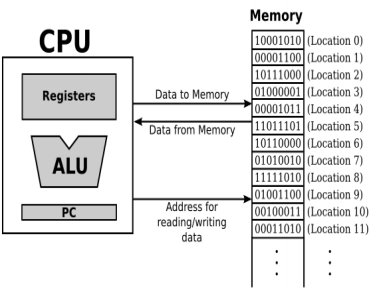 Memory
CPU
10001010 (Location 0)
00001100 (Location 1)
10111000 (Location 2)
01000001 (Location 3)
00001011 (Location 4)
11011101 (Location 5)
10110000 (Location 6)
01010010 (Location 7)
11111010 (Location 8)
01001100 (Location 9)
00100011 (Location 10)
00011010 (Location 11)
Registers
ALU
PC
Data to Memory
Data from Memory
Address for
reading/writing
data